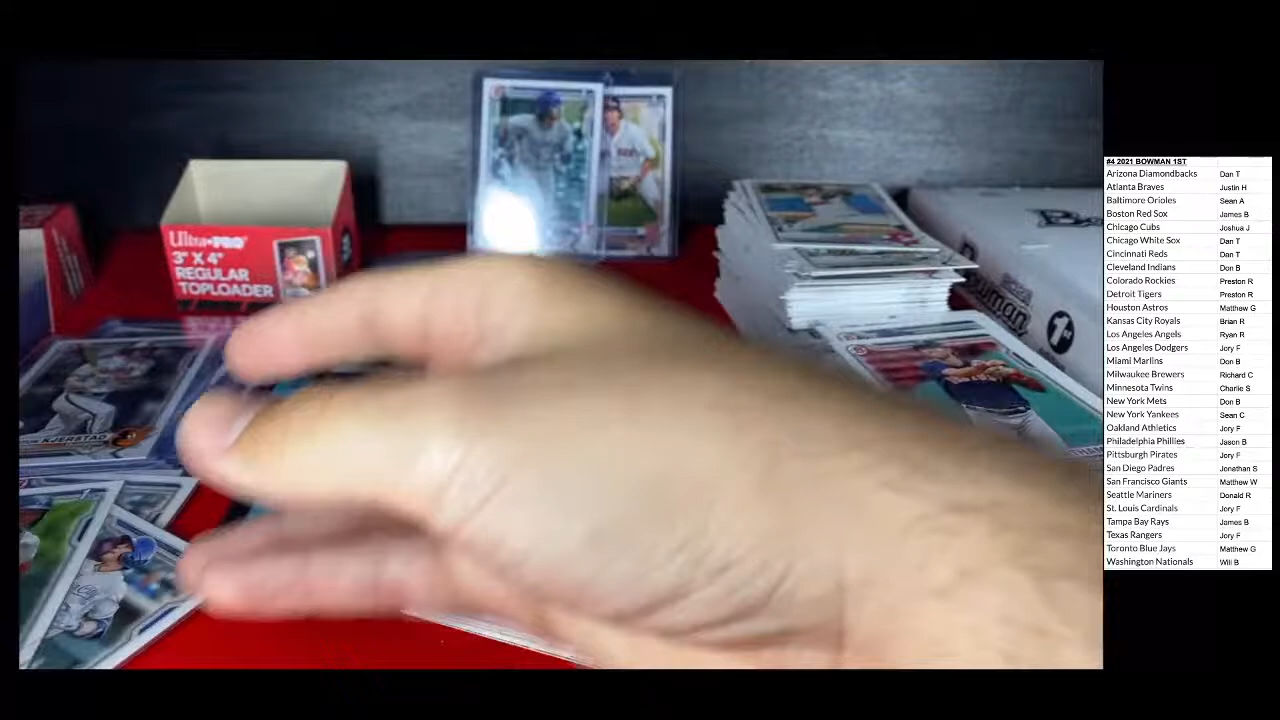 #4 2021 BOWMAN 1ST
Arizona Diamondbacks Dan T
Atlanta Braves Justin H
Baltimore Orioles Sean A
Boston Red Sox James B
Chicago Cubs Joshua J
Chicago White Sox Dan T
Cincinnati Reds Dan T
Cleveland Indians Don B
Colorado Rockies Preston R
Detroit Tigers Preston R
Houston Astros Matthew G
Kansas City Royals Brian R
Los Angeles Angels Ryan R
Los Angeles Dodgers Jory F
Miami Marlins Don B
Milwaukee Brewers Richard C
Minnesota Twins Charlie S
New York Mets Don B
New York Yankees Sean C
Oakland Athletics Jory F
Philadelphia Phillies Jason B
Pittsburgh Pirates Jory F
San Diego Padres Jonathan S
San Francisco Giants Matthew W
Seattle Mariners Donald R
St. Louis Cardinals Jory F
Tampa Bay Rays James B
Texas Rangers Jory F
Toronto Blue Jays Matthew G
Washington Nationals Will B
Ultra•PRO
3" X 4"
REGULAR
TOPLOADER
Bowman
1st
KJERSTAD